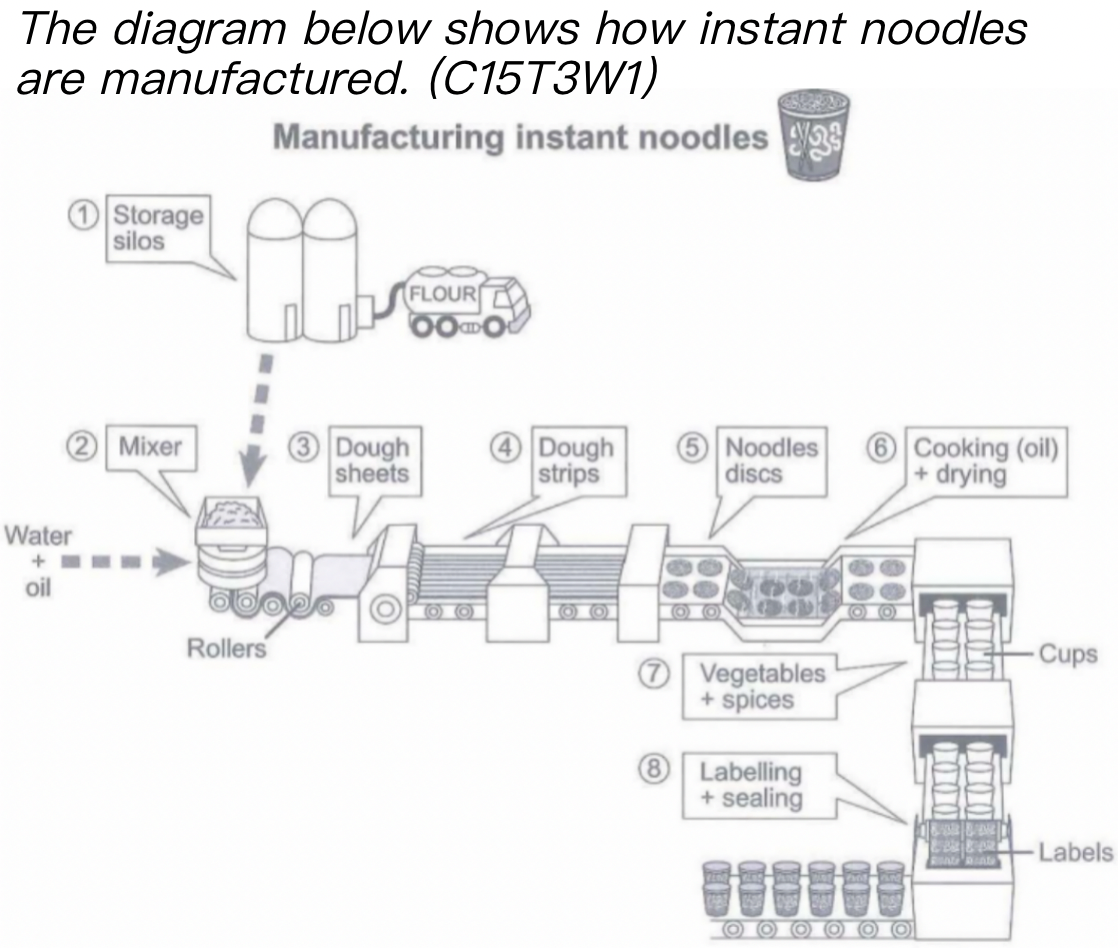 The diagram below shows how instant noodles
are manufactured. (C15T3W1)
Manufacturing instant noodles
1 Storage
silos
FLOUR
2 Mixer
3 Dough
sheets
4 Dough
strips
5 Noodles
discs
6 Cooking (oil)
+ drying
Water
+
oil
Rollers
7 Vegetables
+ spices
Cups
8 Labelling
+ sealing
Labels